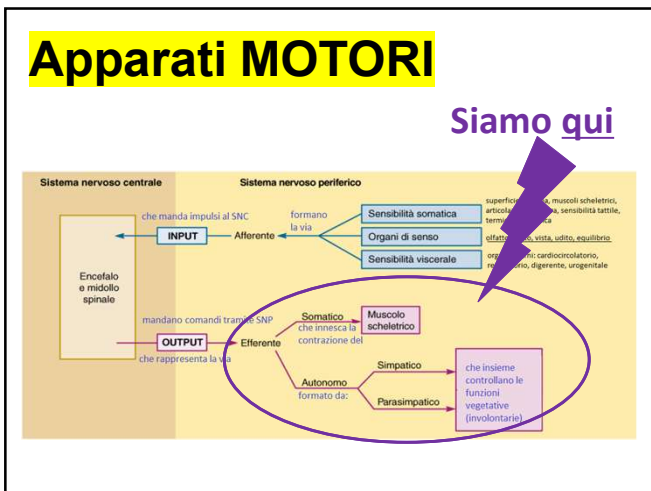 Apparati MOTORI
Siamo qui
Sistema nervoso centrale
Sistema nervoso periferico
Encefalo
e midollo
spinale
che manda impulsi al SNC
INPUT
Afferente
formano
la via
Sensibilità somatica
Organi di senso
Sensibilità viscerale
muscoli scheletrici,
sensibilità tattile,
vista, udito, equilibrio
cardiocircolatorio,
digerente, urogenitale
mandano comandi tramite SNP
OUTPUT
che rappresenta la via
Efferente
Somatico
che innesca la
contrazione del
Muscolo
scheletrico
Autonomo
formato da:
Simpatico
Parasimpatico
che insieme
controllano le
funzioni
vegetative
(involontarie)